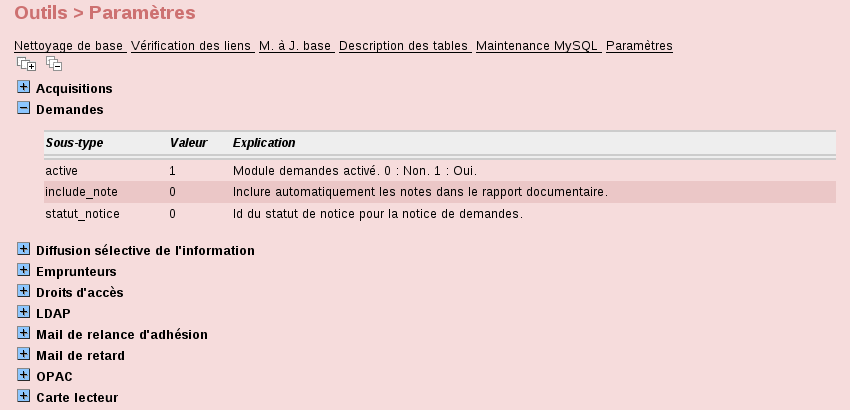 Outils > Paramètres
Nettoyage de base Vérification des liens M. à J. base Description des tables Maintenance MySQL Paramètres
Acquisitions
Demandes
Sous-type Valeur Explication
active 1 Module demandes activé. 0 : Non. 1 : Oui.
include_note 0 Inclure automatiquement les notes dans le rapport documentaire.
statut_notice 0 Id du statut de notice pour la notice de demandes.
Diffusion sélective de l'information
Emprunteurs
Droits d'accès
LDAP
Mail de relance d'adhésion
Mail de retard
OPAC
Carte lecteur